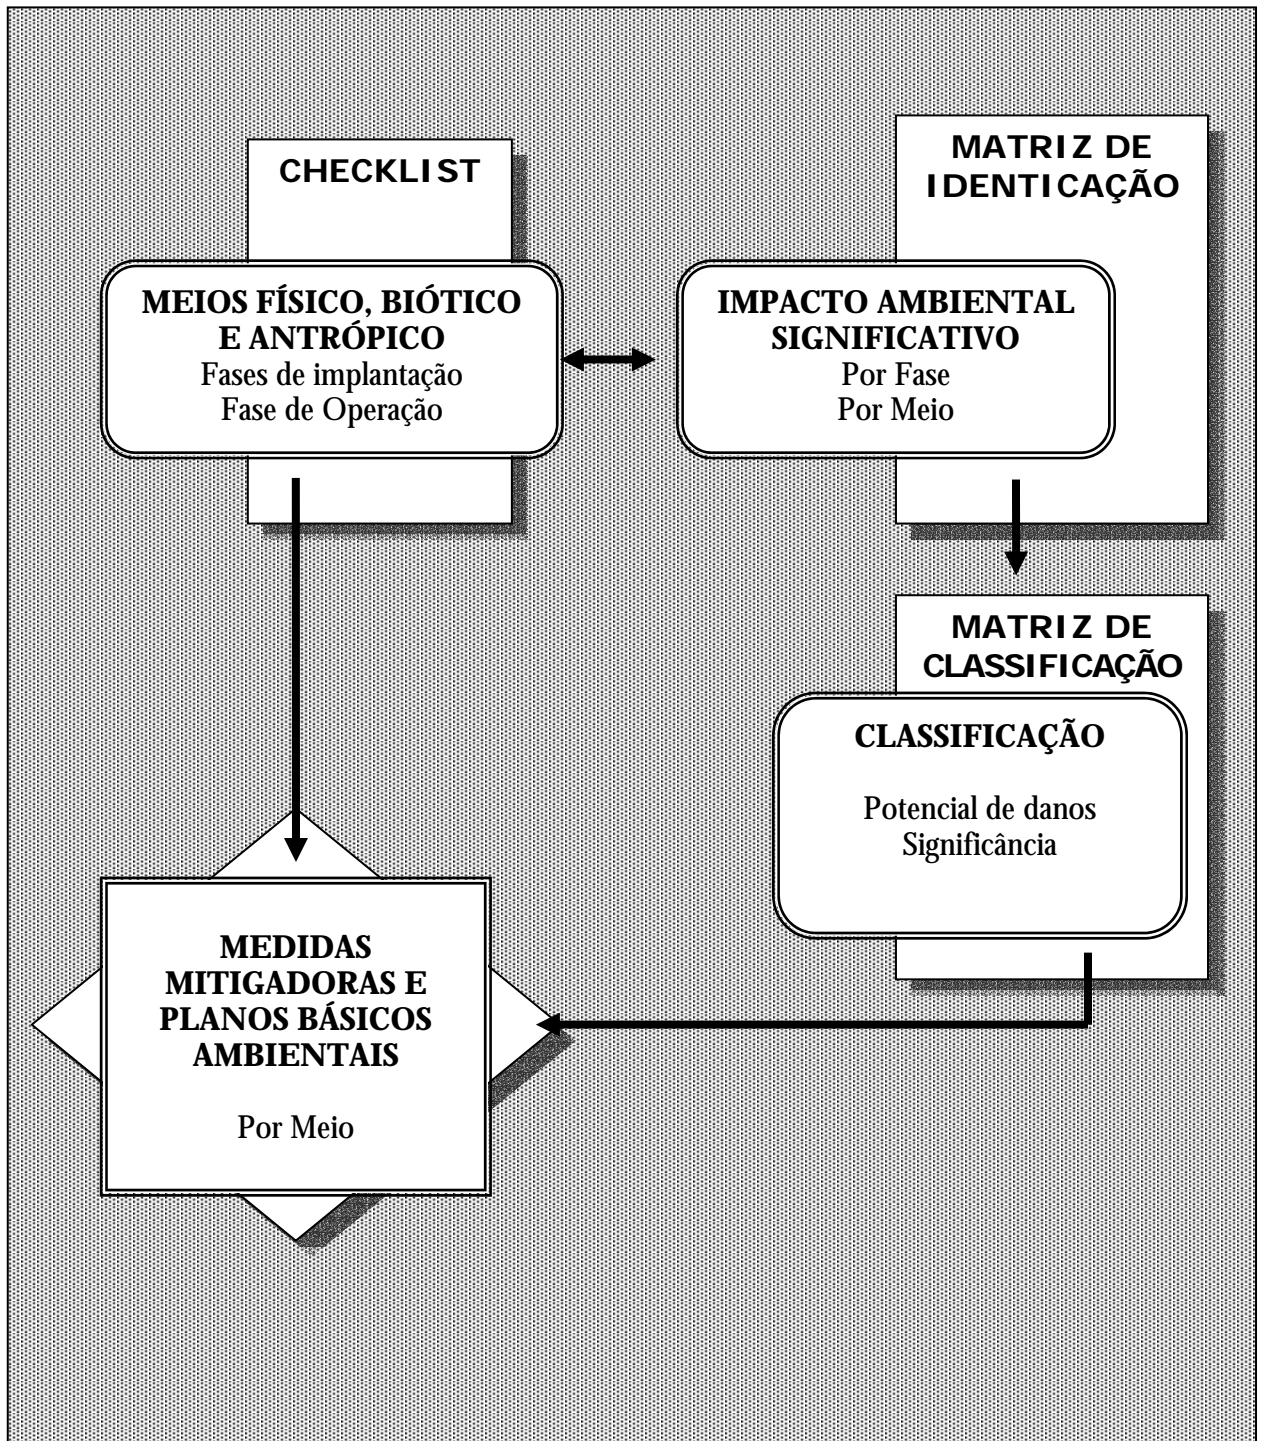 CHECKLIST
MEIOS FÍSICO, BIÓTICO
E ANTRÓPICO
Fases de implantação
Fase de Operação
MATRIZ DE
IDENTICAÇÃO
IMPACTO AMBIENTAL
SIGNIFICATIVO
Por Fase
Por Meio
MATRIZ DE
CLASSIFICAÇÃO
CLASSIFICAÇÃO
Potencial de danos
Significância
MEDIDAS
MITIGADORAS E
PLANOS BÁSICOS
AMBIENTAIS
Por Meio